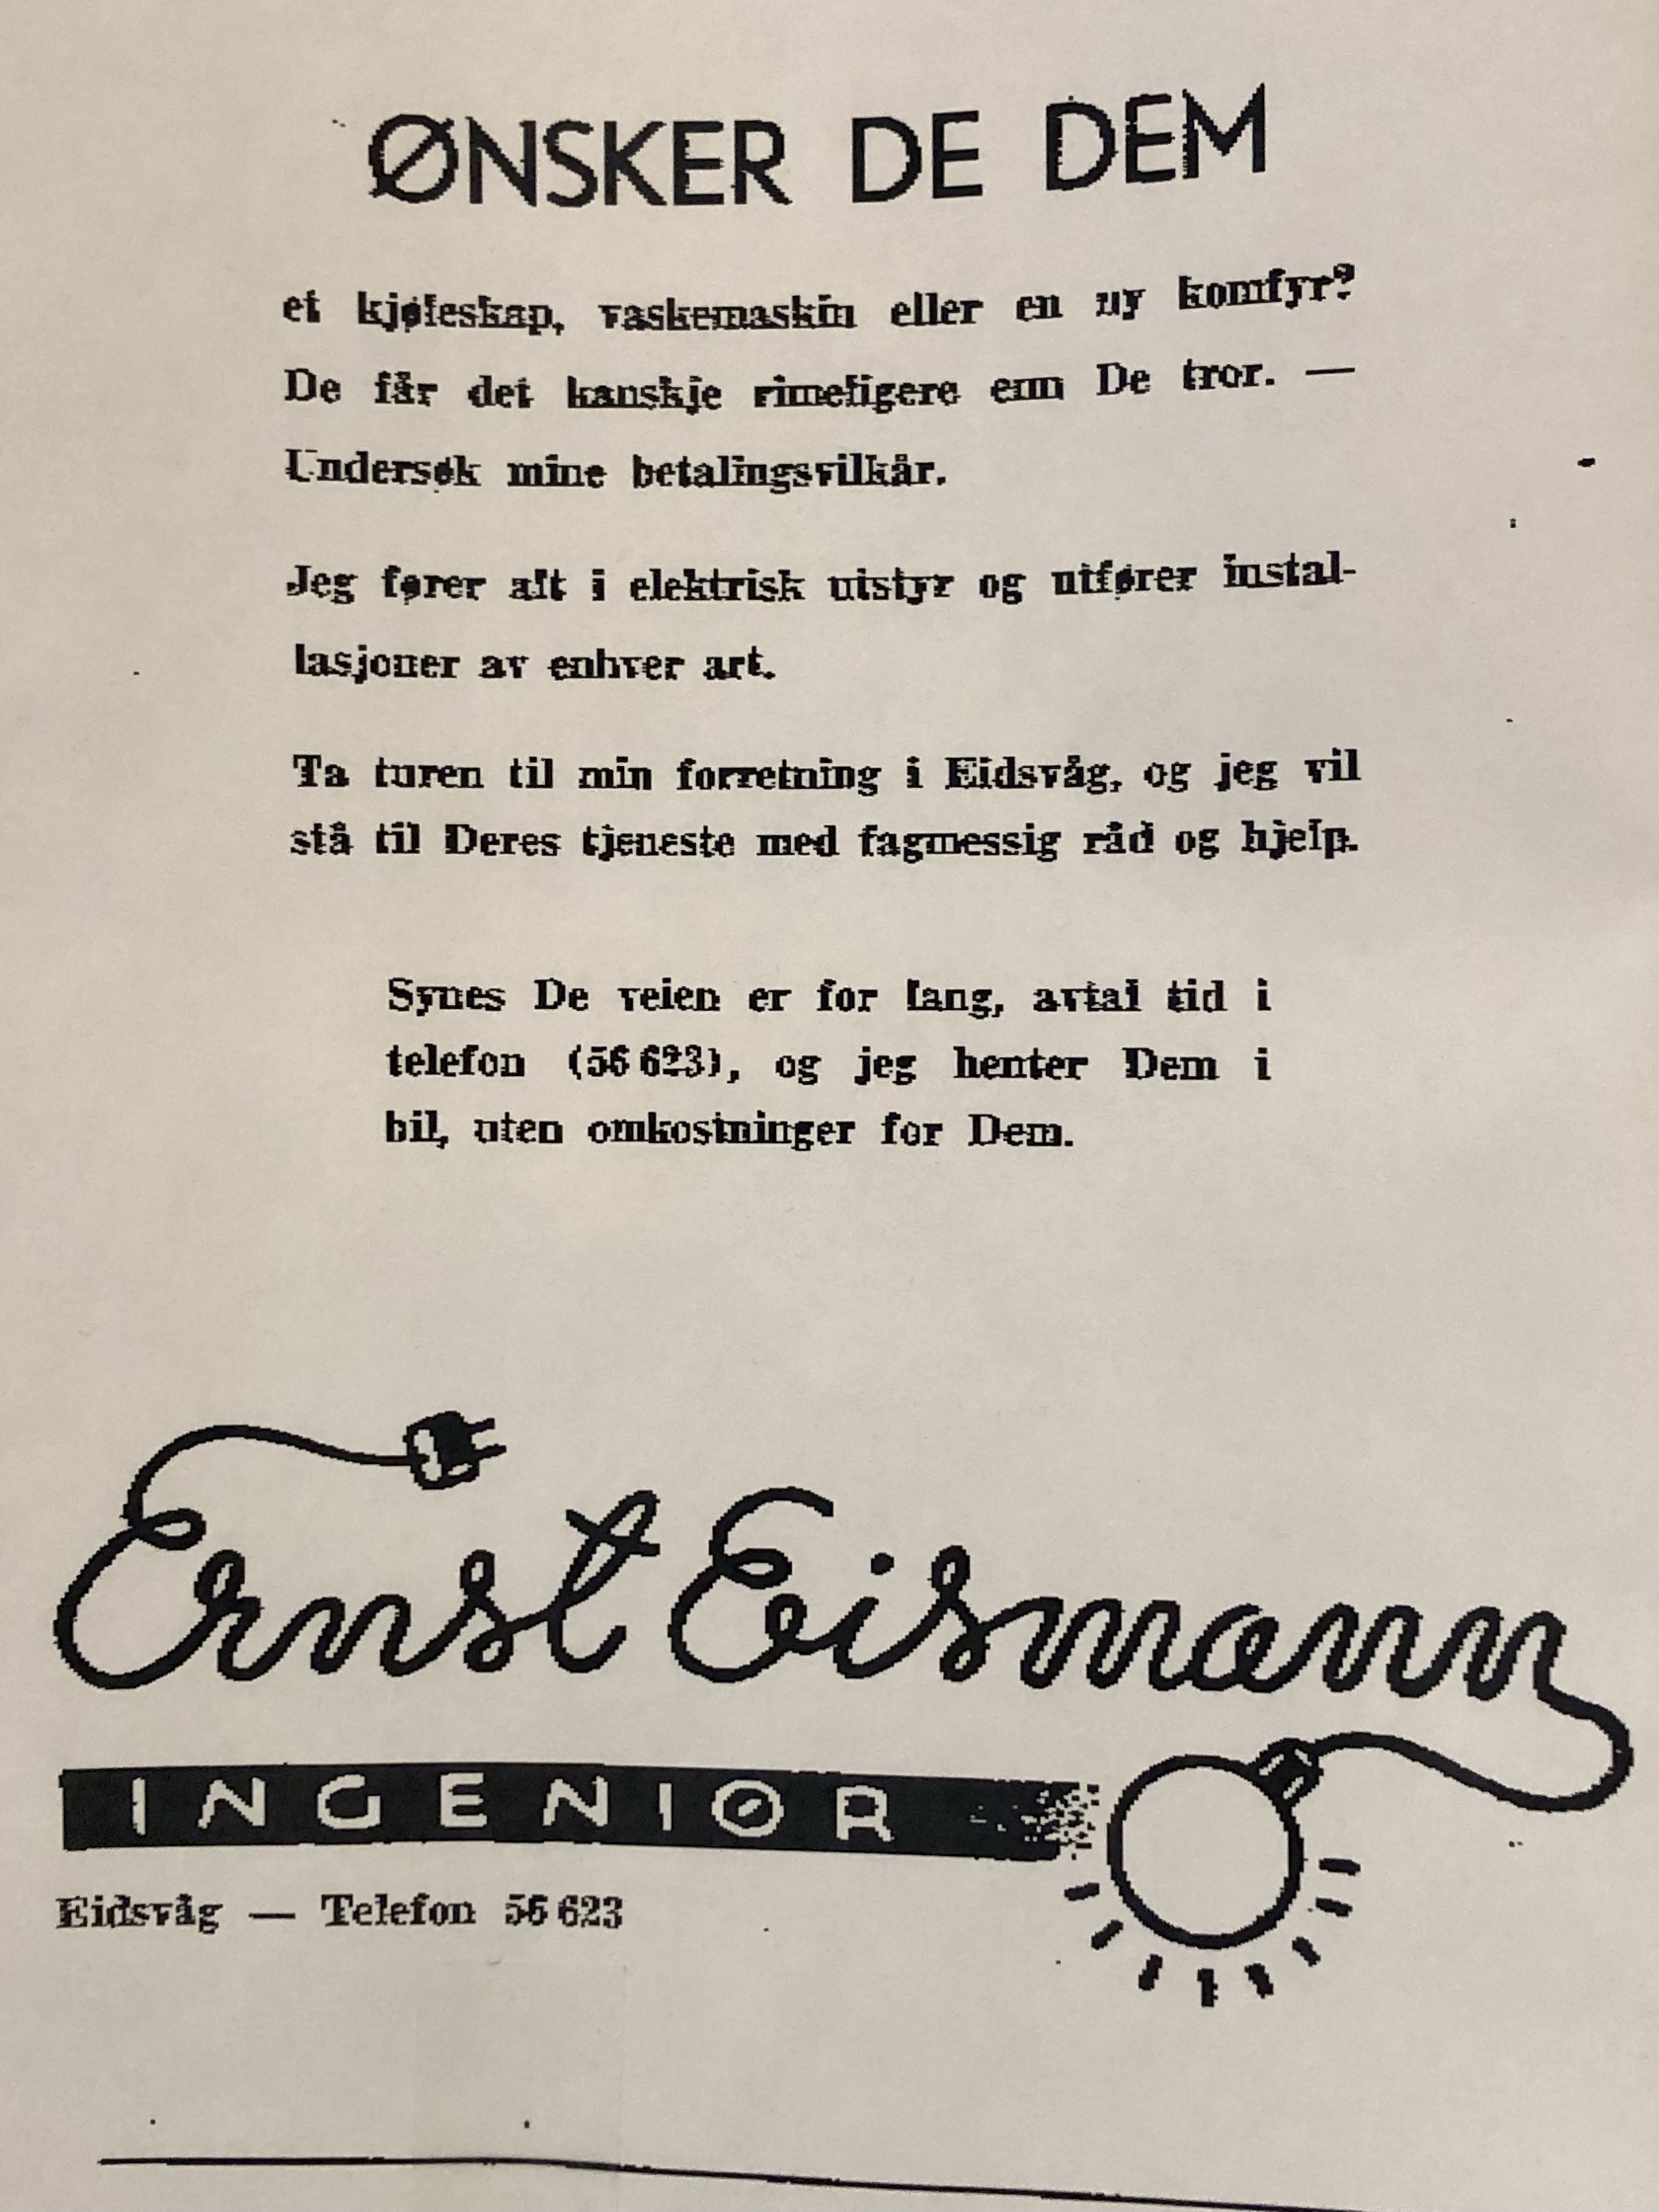 ØNSKER DE DEM
et kjøleskap, vaskemaskin eller en ny komfyr?
De får det kanskje rimeligere enn De tror. —
Undersøk mine betalingsvilkår.
Jeg fører alt i elektrisk utstyr og utfører instal-
lasjoner av enhver art.
Ta turen til min forretning i Eidsvåg, og jeg vil
stå til Deres tjeneste med fagmessig råd og hjelp.
Synes De veien er for lang, avtal tid i
telefon (56 623), og jeg henter Dem i
bil, uten omkostninger for Dem.
Ernst Eismann
INGENIØR
Eidsvåg — Telefon 56 623